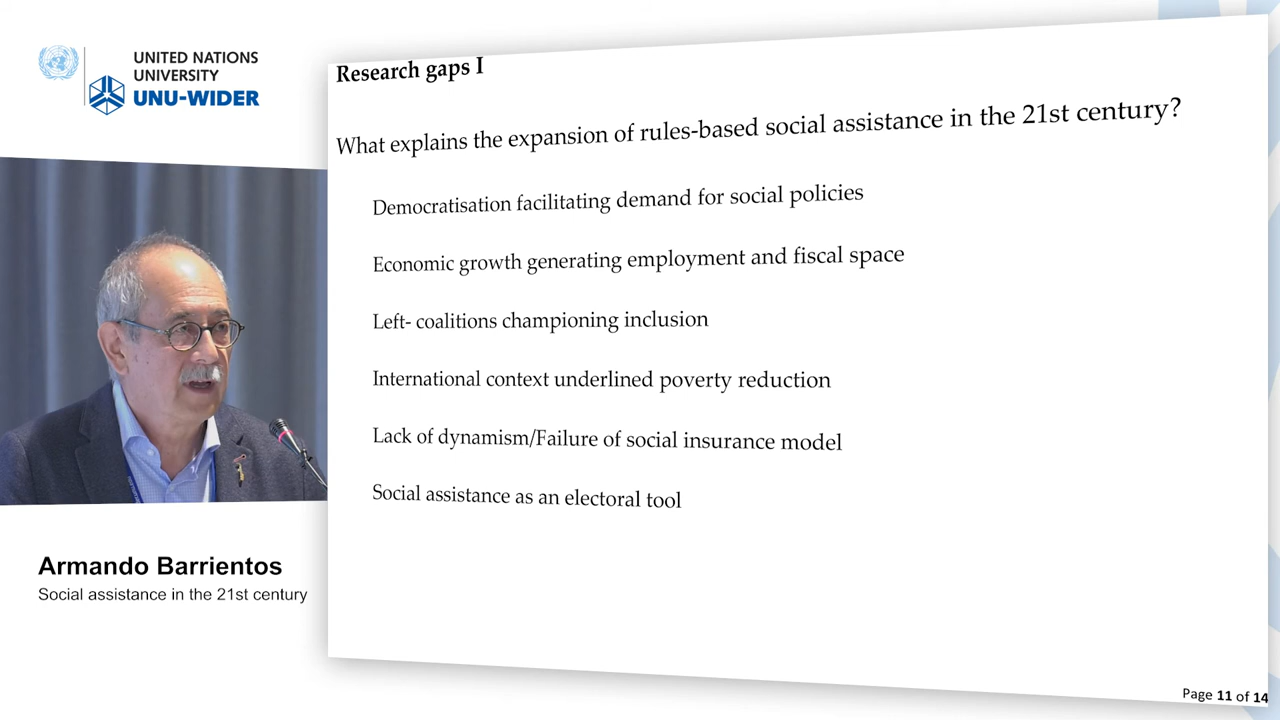 UNITED NATIONS
UNIVERSITY
UNU-WIDER
Armando Barrientos
Social assistance in the 21st century
Research gaps I
What explains the expansion of rules-based social assistance in the 21st century?
Democratisation facilitating demand for social policies
Economic growth generating employment and fiscal space
Left- coalitions championing inclusion
International context underlined poverty reduction
Lack of dynamism/Failure of social insurance model
Social assistance as an electoral tool
Page 11 of 14